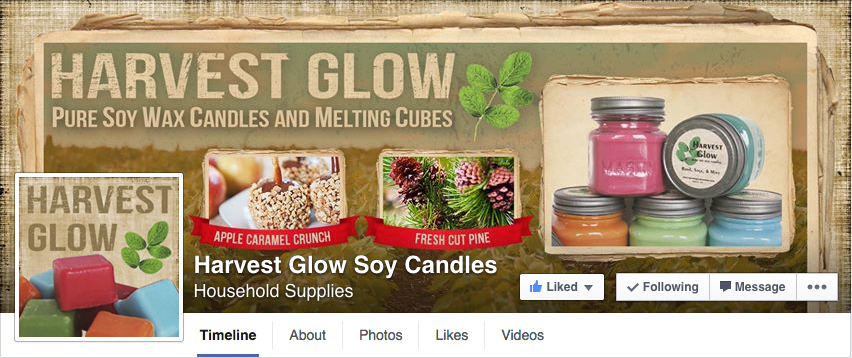 HARVEST GLOW
PURE SOY WAX CANDLES AND MELTING CUBES
HARVEST
GLOW
Basil, Sage, & Mint
APPLE CARAMEL CRUNCH
FRESH CUT PINE
HARVEST
GLOW
Harvest Glow Soy Candles
Household Supplies
Liked
Following
Message
Timeline
About
Photos
Likes
Videos